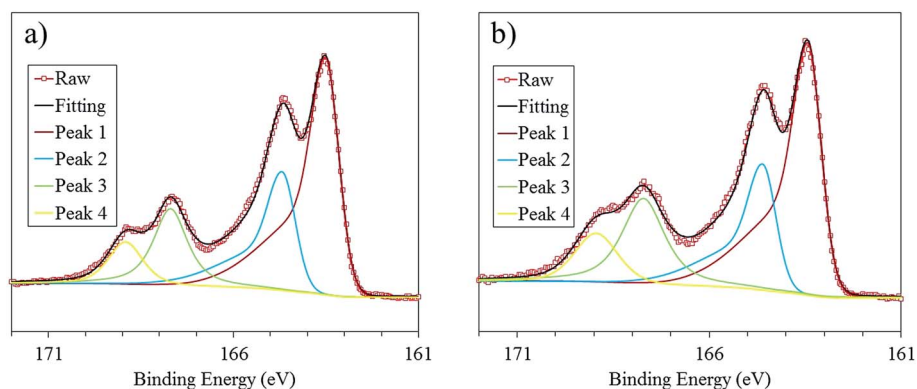 a)
Raw
Fitting
Peak 1
Peak 2
Peak 3
Peak 4
171 166 161
Binding Energy (eV)
b)
Raw
Fitting
Peak 1
Peak 2
Peak 3
Peak 4
171 166 161
Binding Energy (eV)